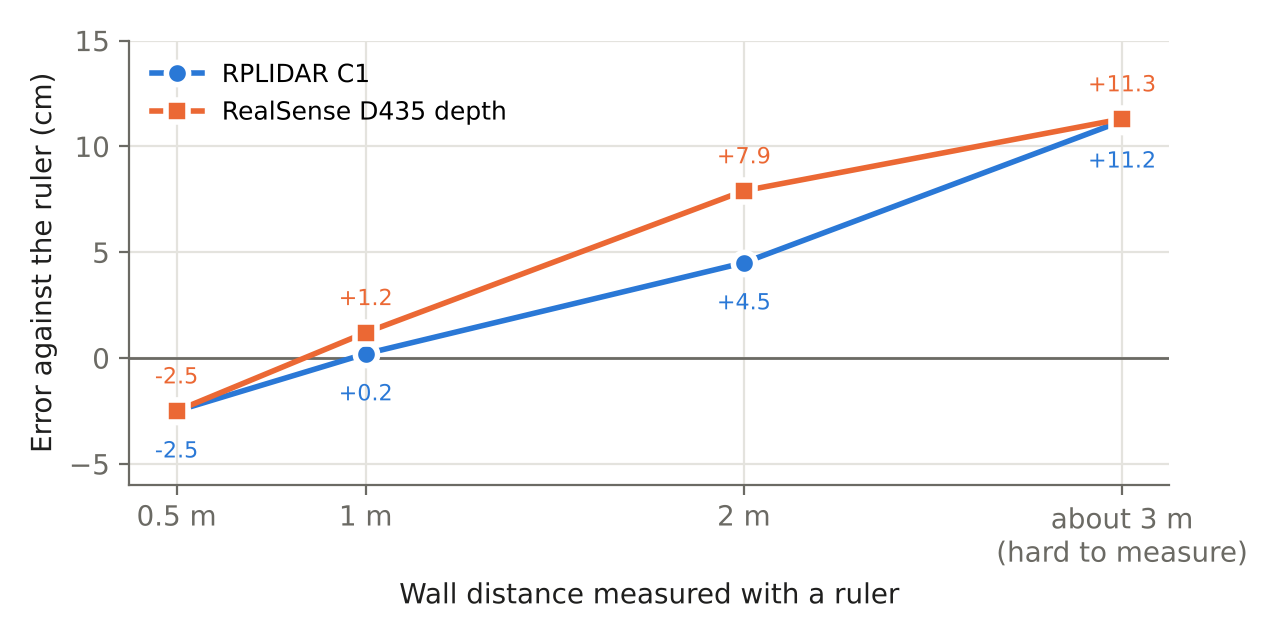 Error against the ruler (cm)
15
10
5
0
−5
RPLIDAR C1
RealSense D435 depth
-2.5
-2.5
+1.2
+0.2
+7.9
+4.5
+11.3
+11.2
0.5 m
1 m
2 m
about 3 m
(hard to measure)
Wall distance measured with a ruler